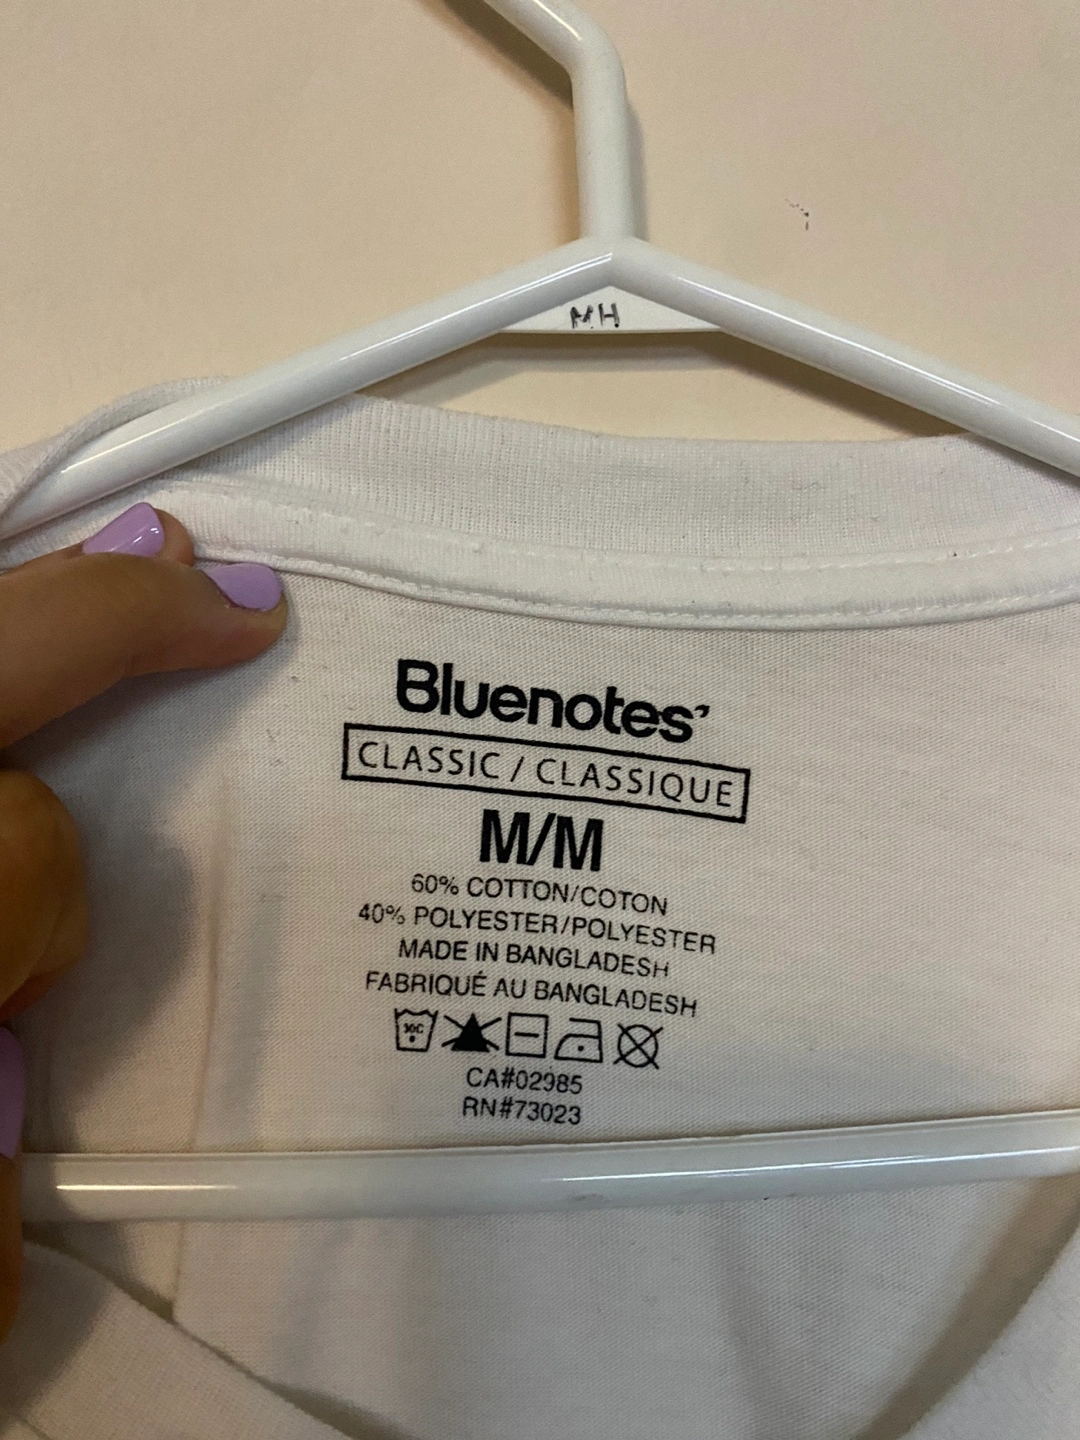 MH
Bluenotes’
CLASSIC / CLASSIQUE
M/M
60% COTTON/COTON
40% POLYESTER/POLYESTER
MADE IN BANGLADESH
FABRIQUÉ AU BANGLADESH
30C
CA#02985
RN#73023